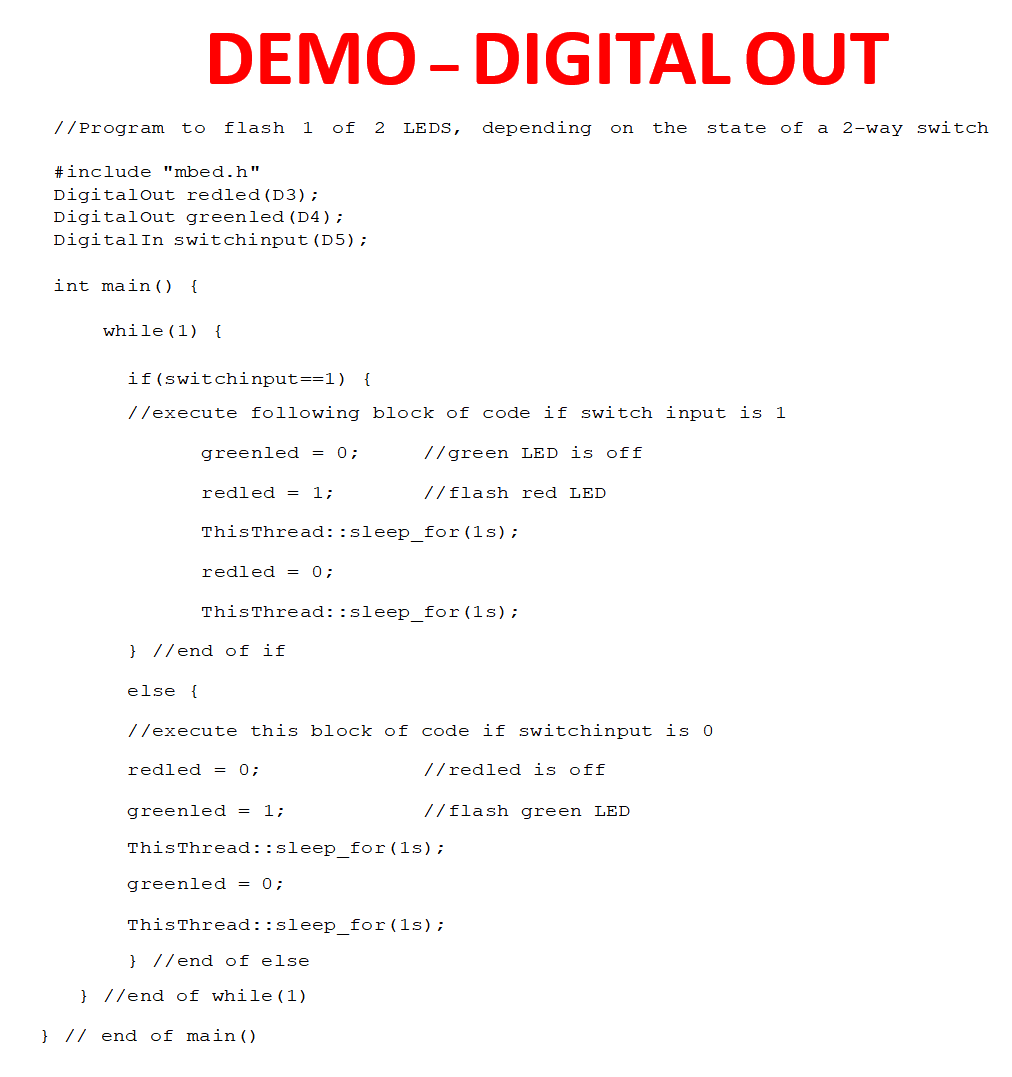 DEMO – DIGITAL OUT
//Program to flash 1 of 2 LEDS, depending on the state of a 2-way switch
#include "mbed.h"
DigitalOut redled(D3);
DigitalOut greenled(D4);
DigitalIn switchinput(D5);
int main() {
while(1) {
if(switchinput==1) {
//execute following block of code if switch input is 1
greenled = 0; //green LED is off
redled = 1; //flash red LED
ThisThread::sleep_for(1s);
redled = 0;
ThisThread::sleep_for(1s);
} //end of if
else {
//execute this block of code if switchinput is 0
redled = 0; //redled is off
greenled = 1; //flash green LED
ThisThread::sleep_for(1s);
greenled = 0;
ThisThread::sleep_for(1s);
} //end of else
} //end of while(1)
} // end of main()